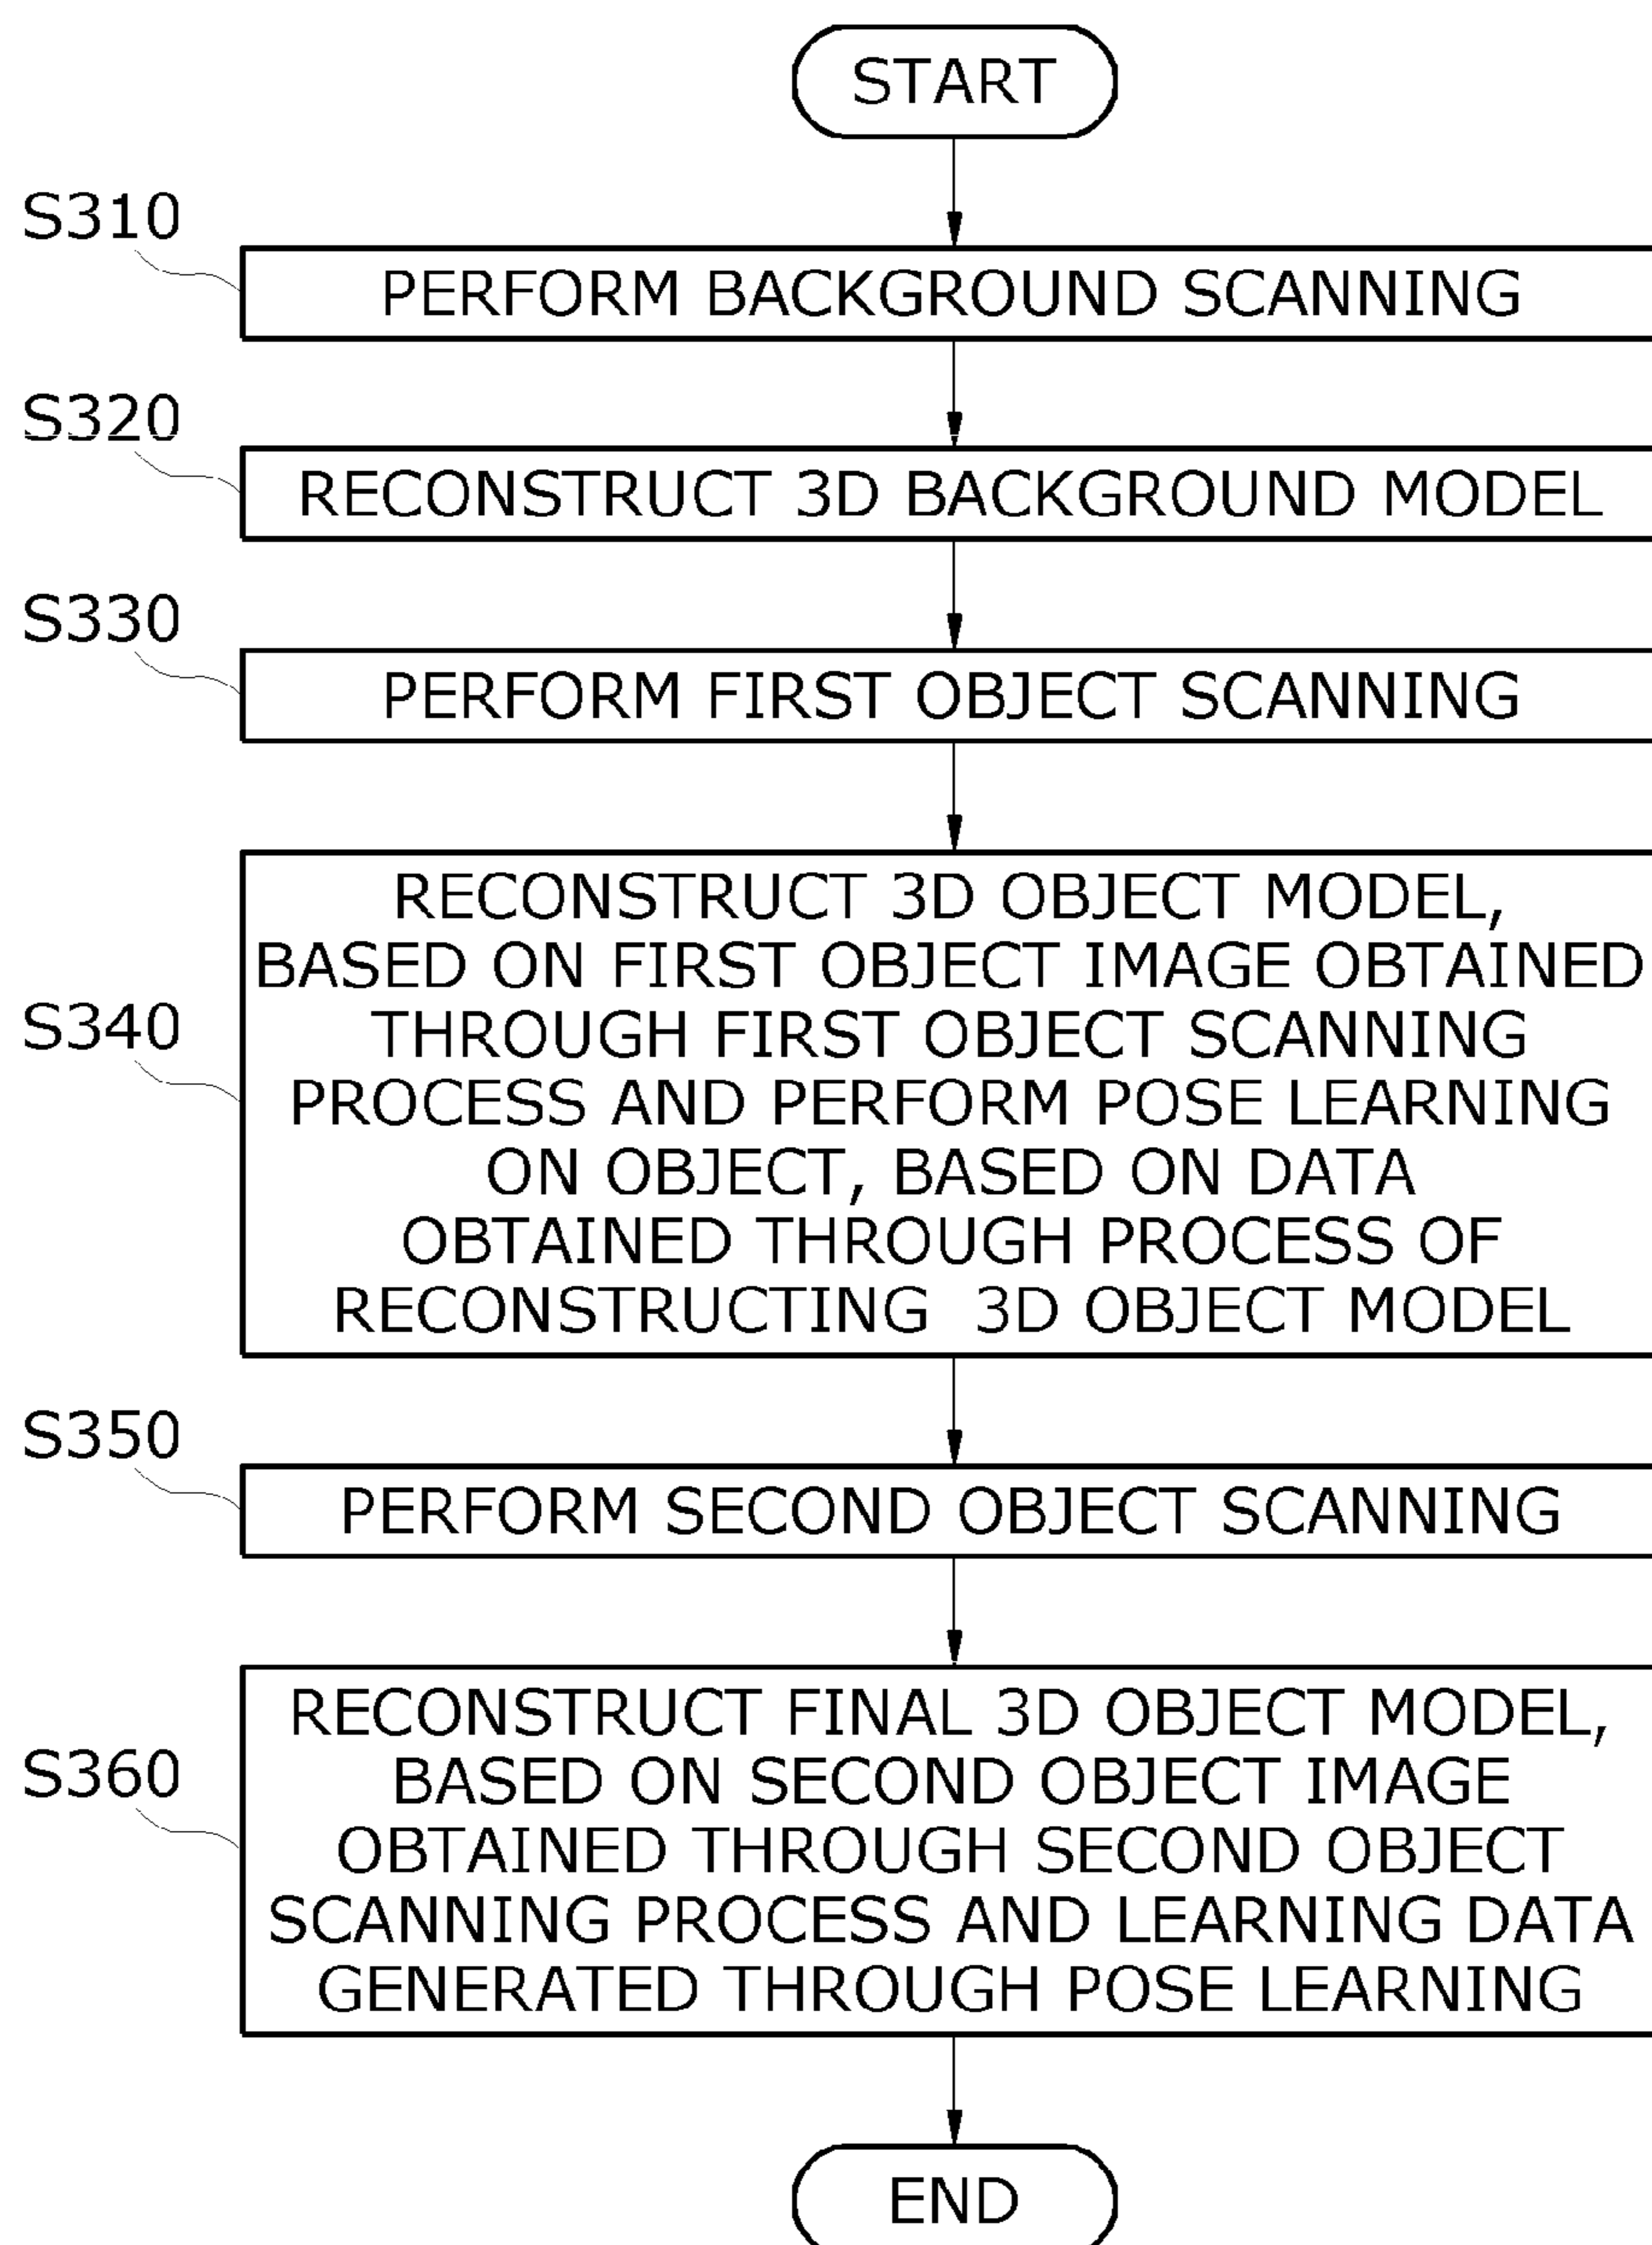 START
S310
PERFORM BACKGROUND SCANNING
S320
RECONSTRUCT 3D BACKGROUND MODEL
S330
PERFORM FIRST OBJECT SCANNING
S340
RECONSTRUCT 3D OBJECT MODEL,
BASED ON FIRST OBJECT IMAGE OBTAINED
THROUGH FIRST OBJECT SCANNING
PROCESS AND PERFORM POSE LEARNING
ON OBJECT, BASED ON DATA
OBTAINED THROUGH PROCESS OF
RECONSTRUCTING 3D OBJECT MODEL
S350
PERFORM SECOND OBJECT SCANNING
S360
RECONSTRUCT FINAL 3D OBJECT MODEL,
BASED ON SECOND OBJECT IMAGE
OBTAINED THROUGH SECOND OBJECT
SCANNING PROCESS AND LEARNING DATA
GENERATED THROUGH POSE LEARNING
END